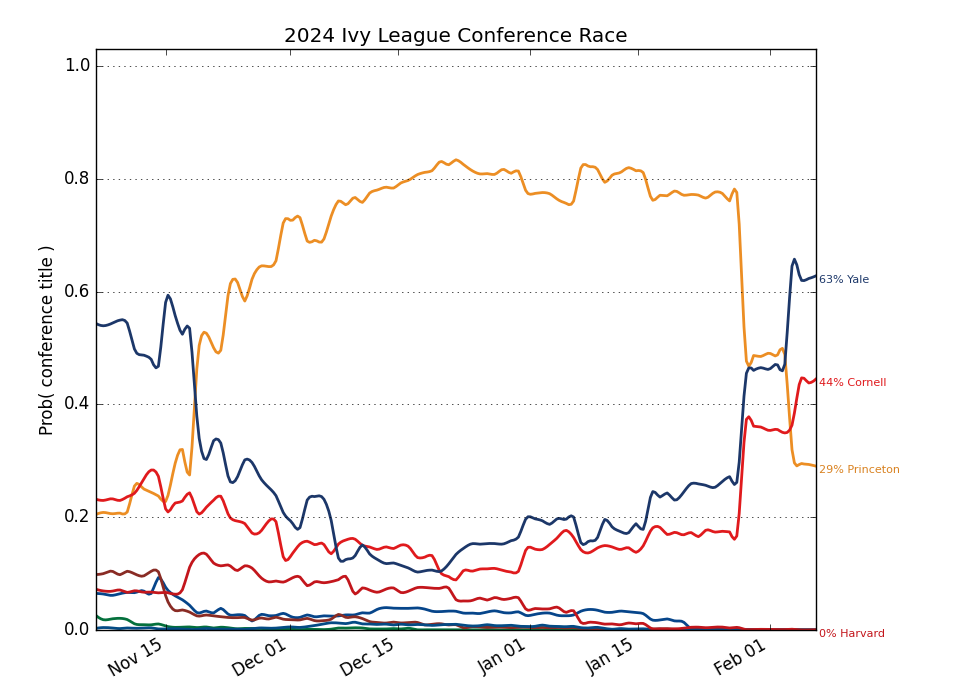 2024 Ivy League Conference Race
Prob( conference title )
1.0
0.8
0.6
0.4
0.2
0.0
63% Yale
44% Cornell
29% Princeton
0% Harvard
Nov 15
Dec 01
Dec 15
Jan 01
Jan 15
Feb 01